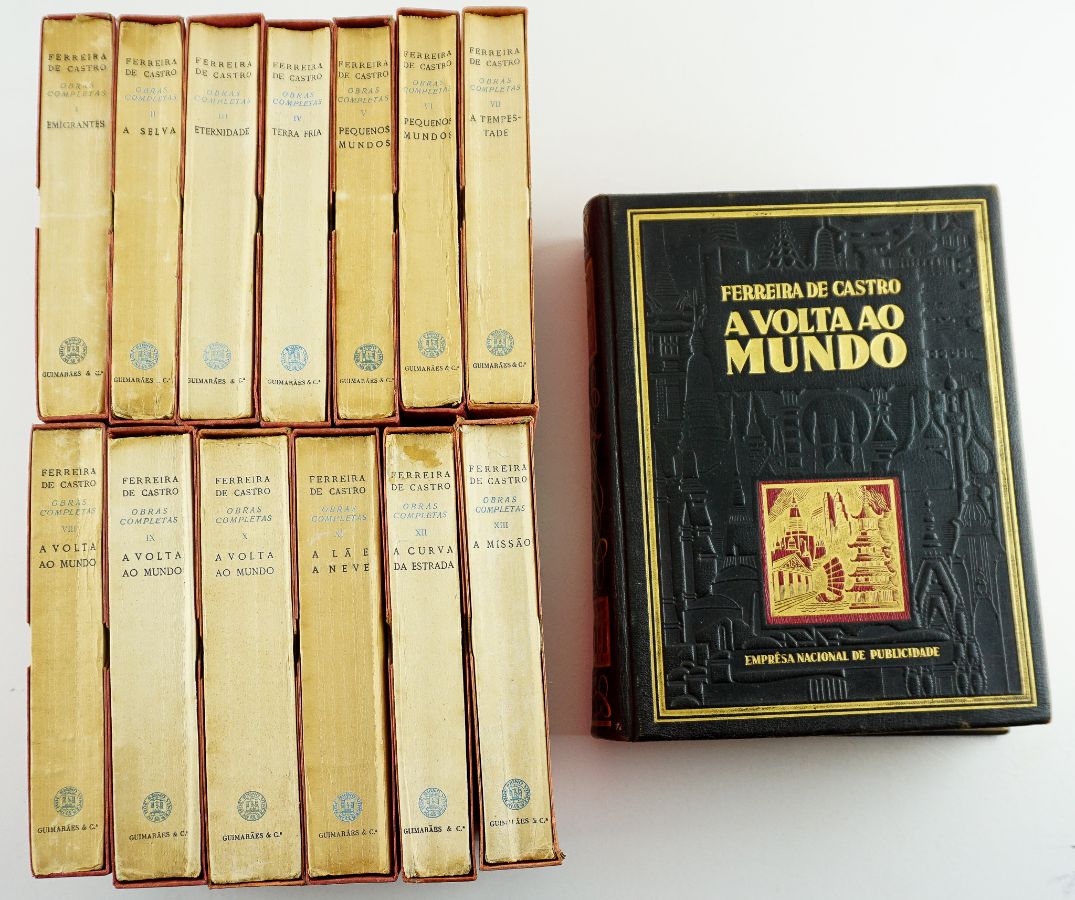 FERREIRA
DE CASTRO
OBRAS
COMPLETAS
I
EMIGRANTES
GUIMARÃES & C.ª
FERREIRA
DE CASTRO
OBRAS
COMPLETAS
II
A SELVA
GUIMARÃES & C.ª
FERREIRA
DE CASTRO
OBRAS
COMPLETAS
III
ETERNIDADE
GUIMARÃES & C.ª
FERREIRA
DE CASTRO
OBRAS
COMPLETAS
IV
TERRA FRIA
GUIMARÃES & C.ª
FERREIRA
DE CASTRO
OBRAS
COMPLETAS
V
PEQUENOS
MUNDOS
GUIMARÃES & C.ª
FERREIRA
DE CASTRO
OBRAS
COMPLETAS
VI
PEQUENOS
MUNDOS
GUIMARÃES & C.ª
FERREIRA
DE CASTRO
OBRAS
COMPLETAS
VII
A TEMPES-
TADE
GUIMARÃES & C.ª
FERREIRA
DE CASTRO
OBRAS
COMPLETAS
VIII
A VOLTA
AO MUNDO
GUIMARÃES & C.ª
FERREIRA
DE CASTRO
OBRAS
COMPLETAS
IX
A VOLTA
AO MUNDO
GUIMARÃES & C.ª
FERREIRA
DE CASTRO
OBRAS
COMPLETAS
X
A VOLTA
AO MUNDO
GUIMARÃES & C.ª
FERREIRA
DE CASTRO
OBRAS
COMPLETAS
XI
A LÃ E
A NEVE
GUIMARÃES & C.ª
FERREIRA
DE CASTRO
OBRAS
COMPLETAS
XII
A CURVA
DA ESTRADA
GUIMARÃES & C.ª
FERREIRA
DE CASTRO
OBRAS
COMPLETAS
XIII
A MISSÃO
GUIMARÃES & C.ª
FERREIRA DE CASTRO
A VOLTA AO
MUNDO
EMPRÊSA NACIONAL DE PUBLICIDADE